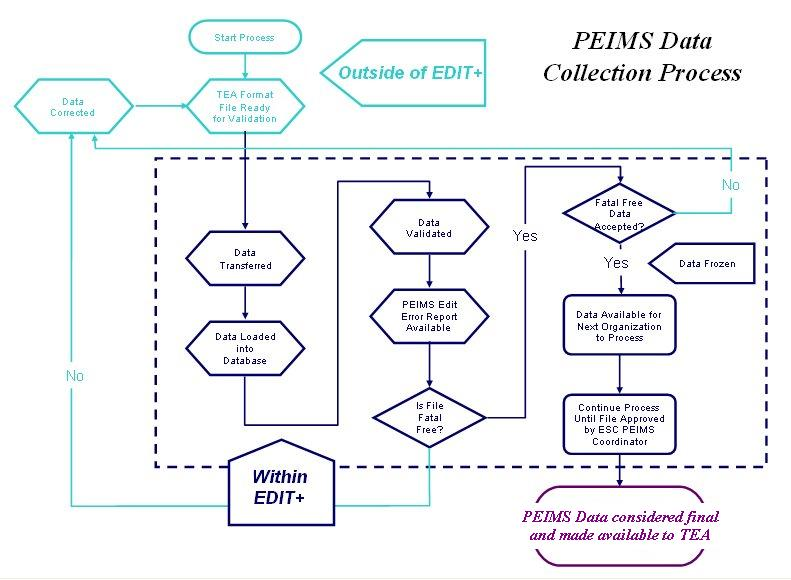 PEIMS Data
Collection Process
Start Process
Outside of EDIT+
Data
Corrected
TEA Format
File Ready
for Validation
No
Fatal Free
Data
Accepted?
Data
Validated
Yes
Data
Transferred
Yes
Data Frozen
PEIMS Edit
Error Report
Available
Data Available for
Next Organization
to Process
Data Loaded
into
Database
No
Is File
Fatal
Free?
Continue Process
Until File Approved
by ESC PEIMS
Coordinator
Within
EDIT+
PEIMS Data considered final
and made available to TEA